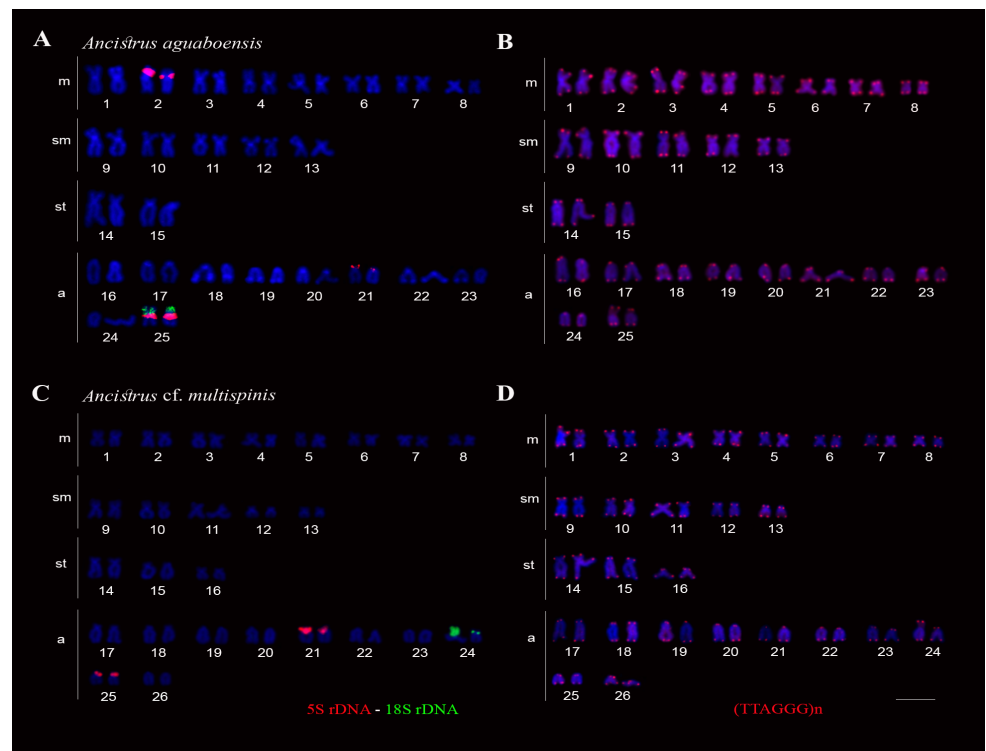 A Ancistrus aguaboensis
m
1 2 3 4 5 6 7 8
sm
9 10 11 12 13
st
14 15
a
16 17 18 19 20 21 22 23
24 25
B
m
1 2 3 4 5 6 7 8
sm
9 10 11 12 13
st
14 15
a
16 17 18 19 20 21 22 23
24 25
C Ancistrus cf. multispinis
m
1 2 3 4 5 6 7 8
sm
9 10 11 12 13
st
14 15 16
a
17 18 19 20 21 22 23 24
25 26
5S rDNA - 18S rDNA
D
m
1 2 3 4 5 6 7 8
sm
9 10 11 12 13
st
14 15 16
a
17 18 19 20 21 22 23 24
25 26
(TTAGGG)n